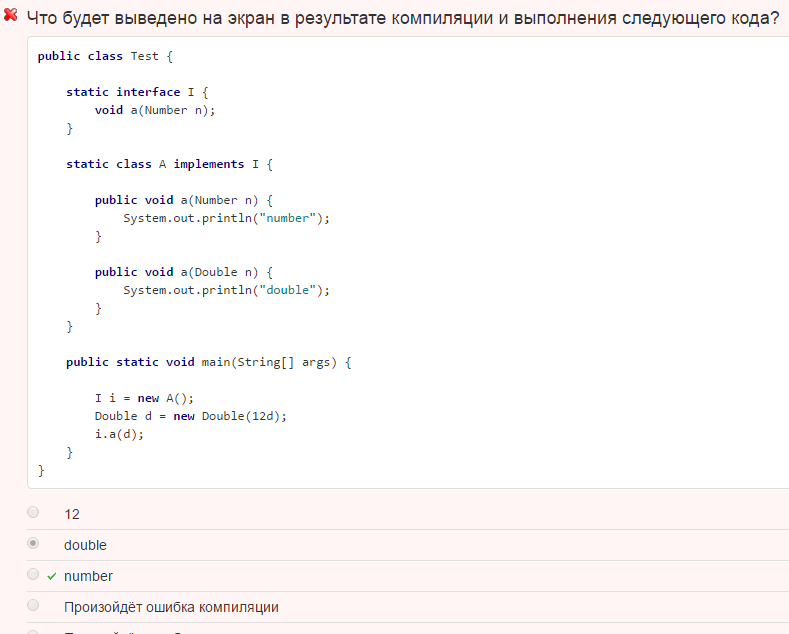 Что будет выведено на экран в результате компиляции и выполнения следующего кода?
public class Test {
static interface I {
void a(Number n);
}
static class A implements I {
public void a(Number n) {
System.out.println("number");
}
public void a(Double n) {
System.out.println("double");
}
}
public static void main(String[] args) {
I i = new A();
Double d = new Double(12d);
i.a(d);
}
}
12
double
number
Произойдёт ошибка компиляции